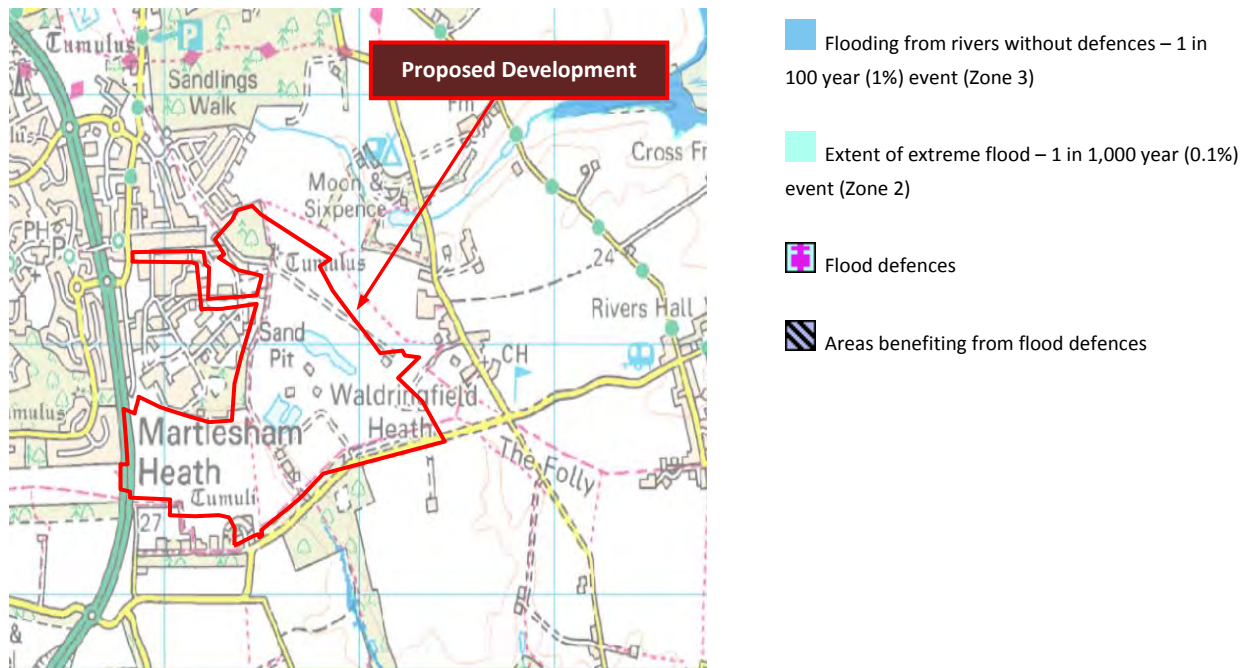 Tumulus
P
Sandlings
Walk
Proposed Development
Fm
Cross Fm
Moon &
Sixpence
PH
P
Tumulus
24
Rivers Hall
Sand
Pit
CH
Waldringfield
Heath
Martlesham
Heath
The Folly
Tumuli
27
&
Flooding from rivers without defences – 1 in
100 year (1%) event (Zone 3)
Extent of extreme flood – 1 in 1,000 year (0.1%)
event (Zone 2)
Flood defences
Areas benefiting from flood defences